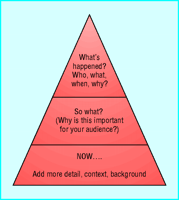 What's
happened?
Who, what,
when, why?
So what?
(Why is this important
for your audience?)
NOW....
Add more detail, context, background